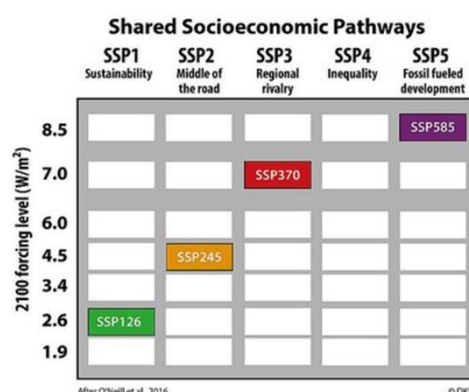 Shared Socioeconomic Pathways
SSP1 SSP2 SSP3 SSP4 SSP5
Sustainability Middle of Regional Inequality Fossil fueled
the road rivalry development
8.5 SSP585
7.0 SSP370
6.0
4.5 SSP245
3.4
2.6 SSP126
1.9
2100 forcing level (W/m²)
After O'Neill et al. 2016